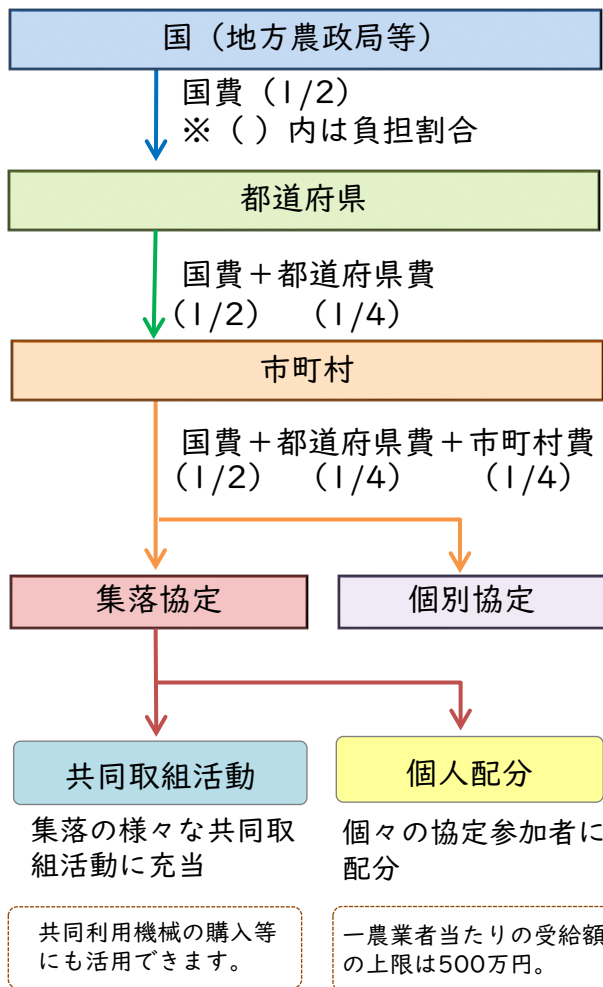 国（地方農政局等）
国費（1/2）
※（ ）内は負担割合
都道府県
国費＋都道府県費
（1/2）　（1/4）
市町村
国費＋都道府県費＋市町村費
（1/2）　（1/4）　　（1/4）
集落協定
個別協定
共同取組活動
個人配分
集落の様々な共同取
組活動に充当
個々の協定参加者に
配分
共同利用機械の購入等
にも活用できます。
一農業者当たりの受給額
の上限は500万円。